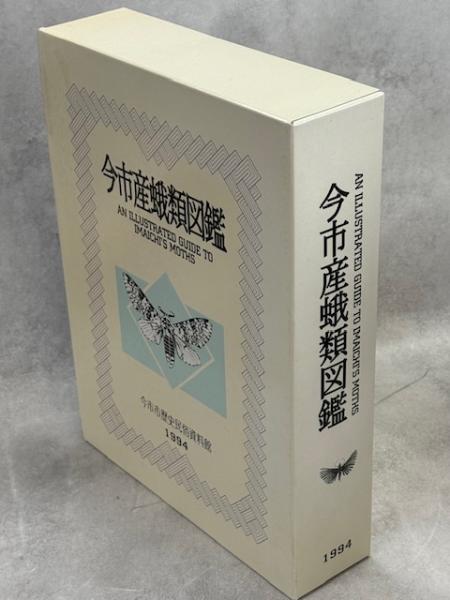 今市産蛾類図鑑
AN ILLUSTRATED GUIDE TO
IMAICHI'S MOTHS
今市市歴史民俗資料館
1994
AN ILLUSTRATED GUIDE TO IMAICHI'S MOTHS
今市産蛾類図鑑
1994